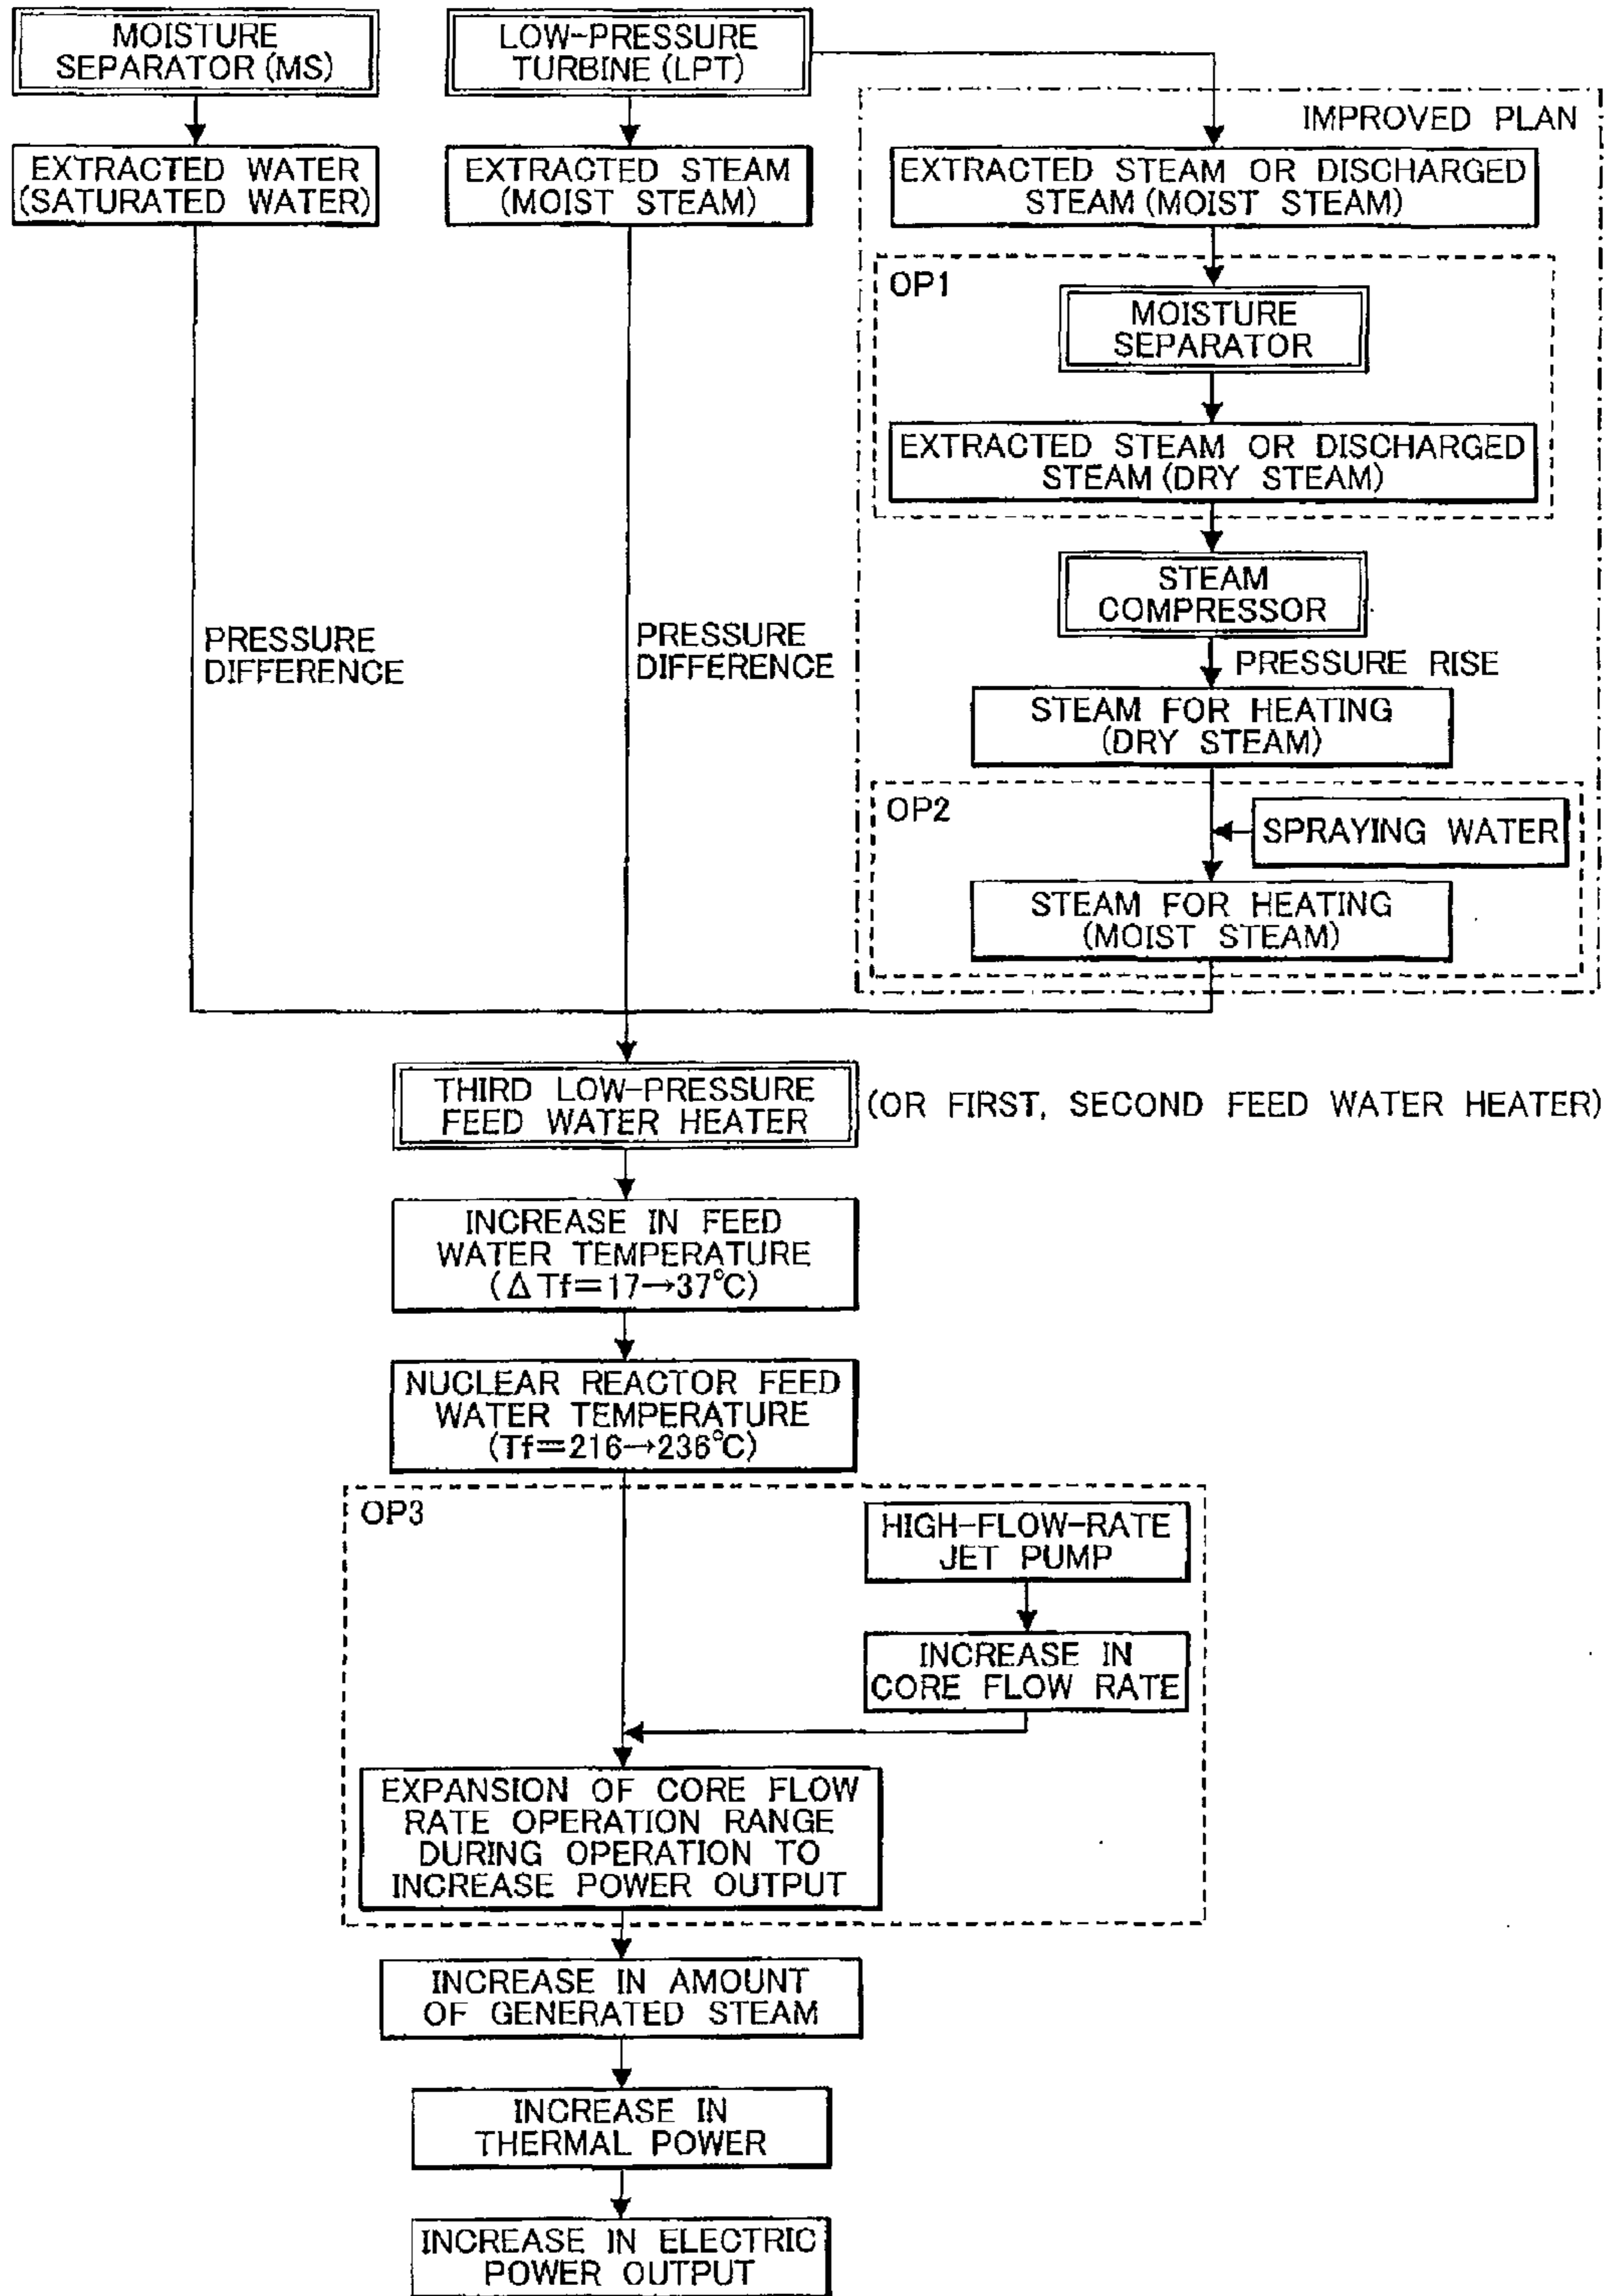 MOISTURE
SEPARATOR (MS)
LOW-PRESSURE
TURBINE (LPT)
IMPROVED PLAN
EXTRACTED WATER
(SATURATED WATER)
EXTRACTED STEAM
(MOIST STEAM)
EXTRACTED STEAM OR DISCHARGED
STEAM (MOIST STEAM)
OP1
MOISTURE
SEPARATOR
EXTRACTED STEAM OR DISCHARGED
STEAM (DRY STEAM)
STEAM
COMPRESSOR
PRESSURE
DIFFERENCE
PRESSURE
DIFFERENCE
PRESSURE RISE
STEAM FOR HEATING
(DRY STEAM)
OP2
SPRAYING WATER
STEAM FOR HEATING
(MOIST STEAM)
THIRD LOW-PRESSURE
FEED WATER HEATER
(OR FIRST, SECOND FEED WATER HEATER)
INCREASE IN FEED
WATER TEMPERATURE
(ΔTf=17→37°C)
NUCLEAR REACTOR FEED
WATER TEMPERATURE
(Tf=216→236°C)
OP3
HIGH-FLOW-RATE
JET PUMP
INCREASE IN
CORE FLOW RATE
EXPANSION OF CORE FLOW
RATE OPERATION RANGE
DURING OPERATION TO
INCREASE POWER OUTPUT
INCREASE IN AMOUNT
OF GENERATED STEAM
INCREASE IN
THERMAL POWER
INCREASE IN ELECTRIC
POWER OUTPUT